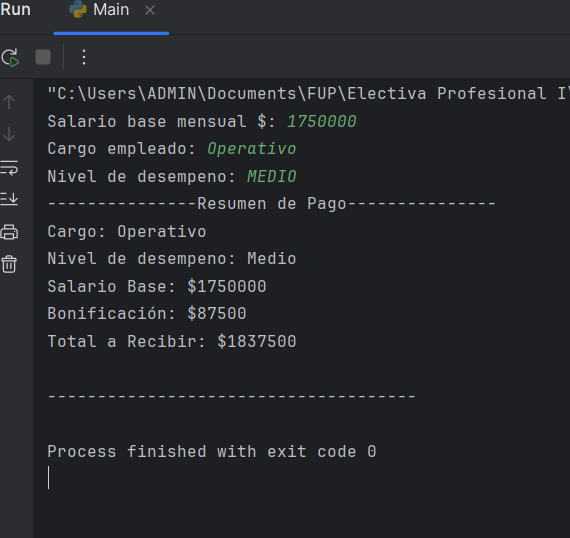 Run Main
"C:\Users\ADMIN\Documents\FUP\Electiva Profesional I\
Salario base mensual $: 1750000
Cargo empleado: Operativo
Nivel de desempeno: MEDIO
---------------Resumen de Pago---------------
Cargo: Operativo
Nivel de desempeno: Medio
Salario Base: $1750000
Bonificación: $87500
Total a Recibir: $1837500
-------------------------------------
Process finished with exit code 0